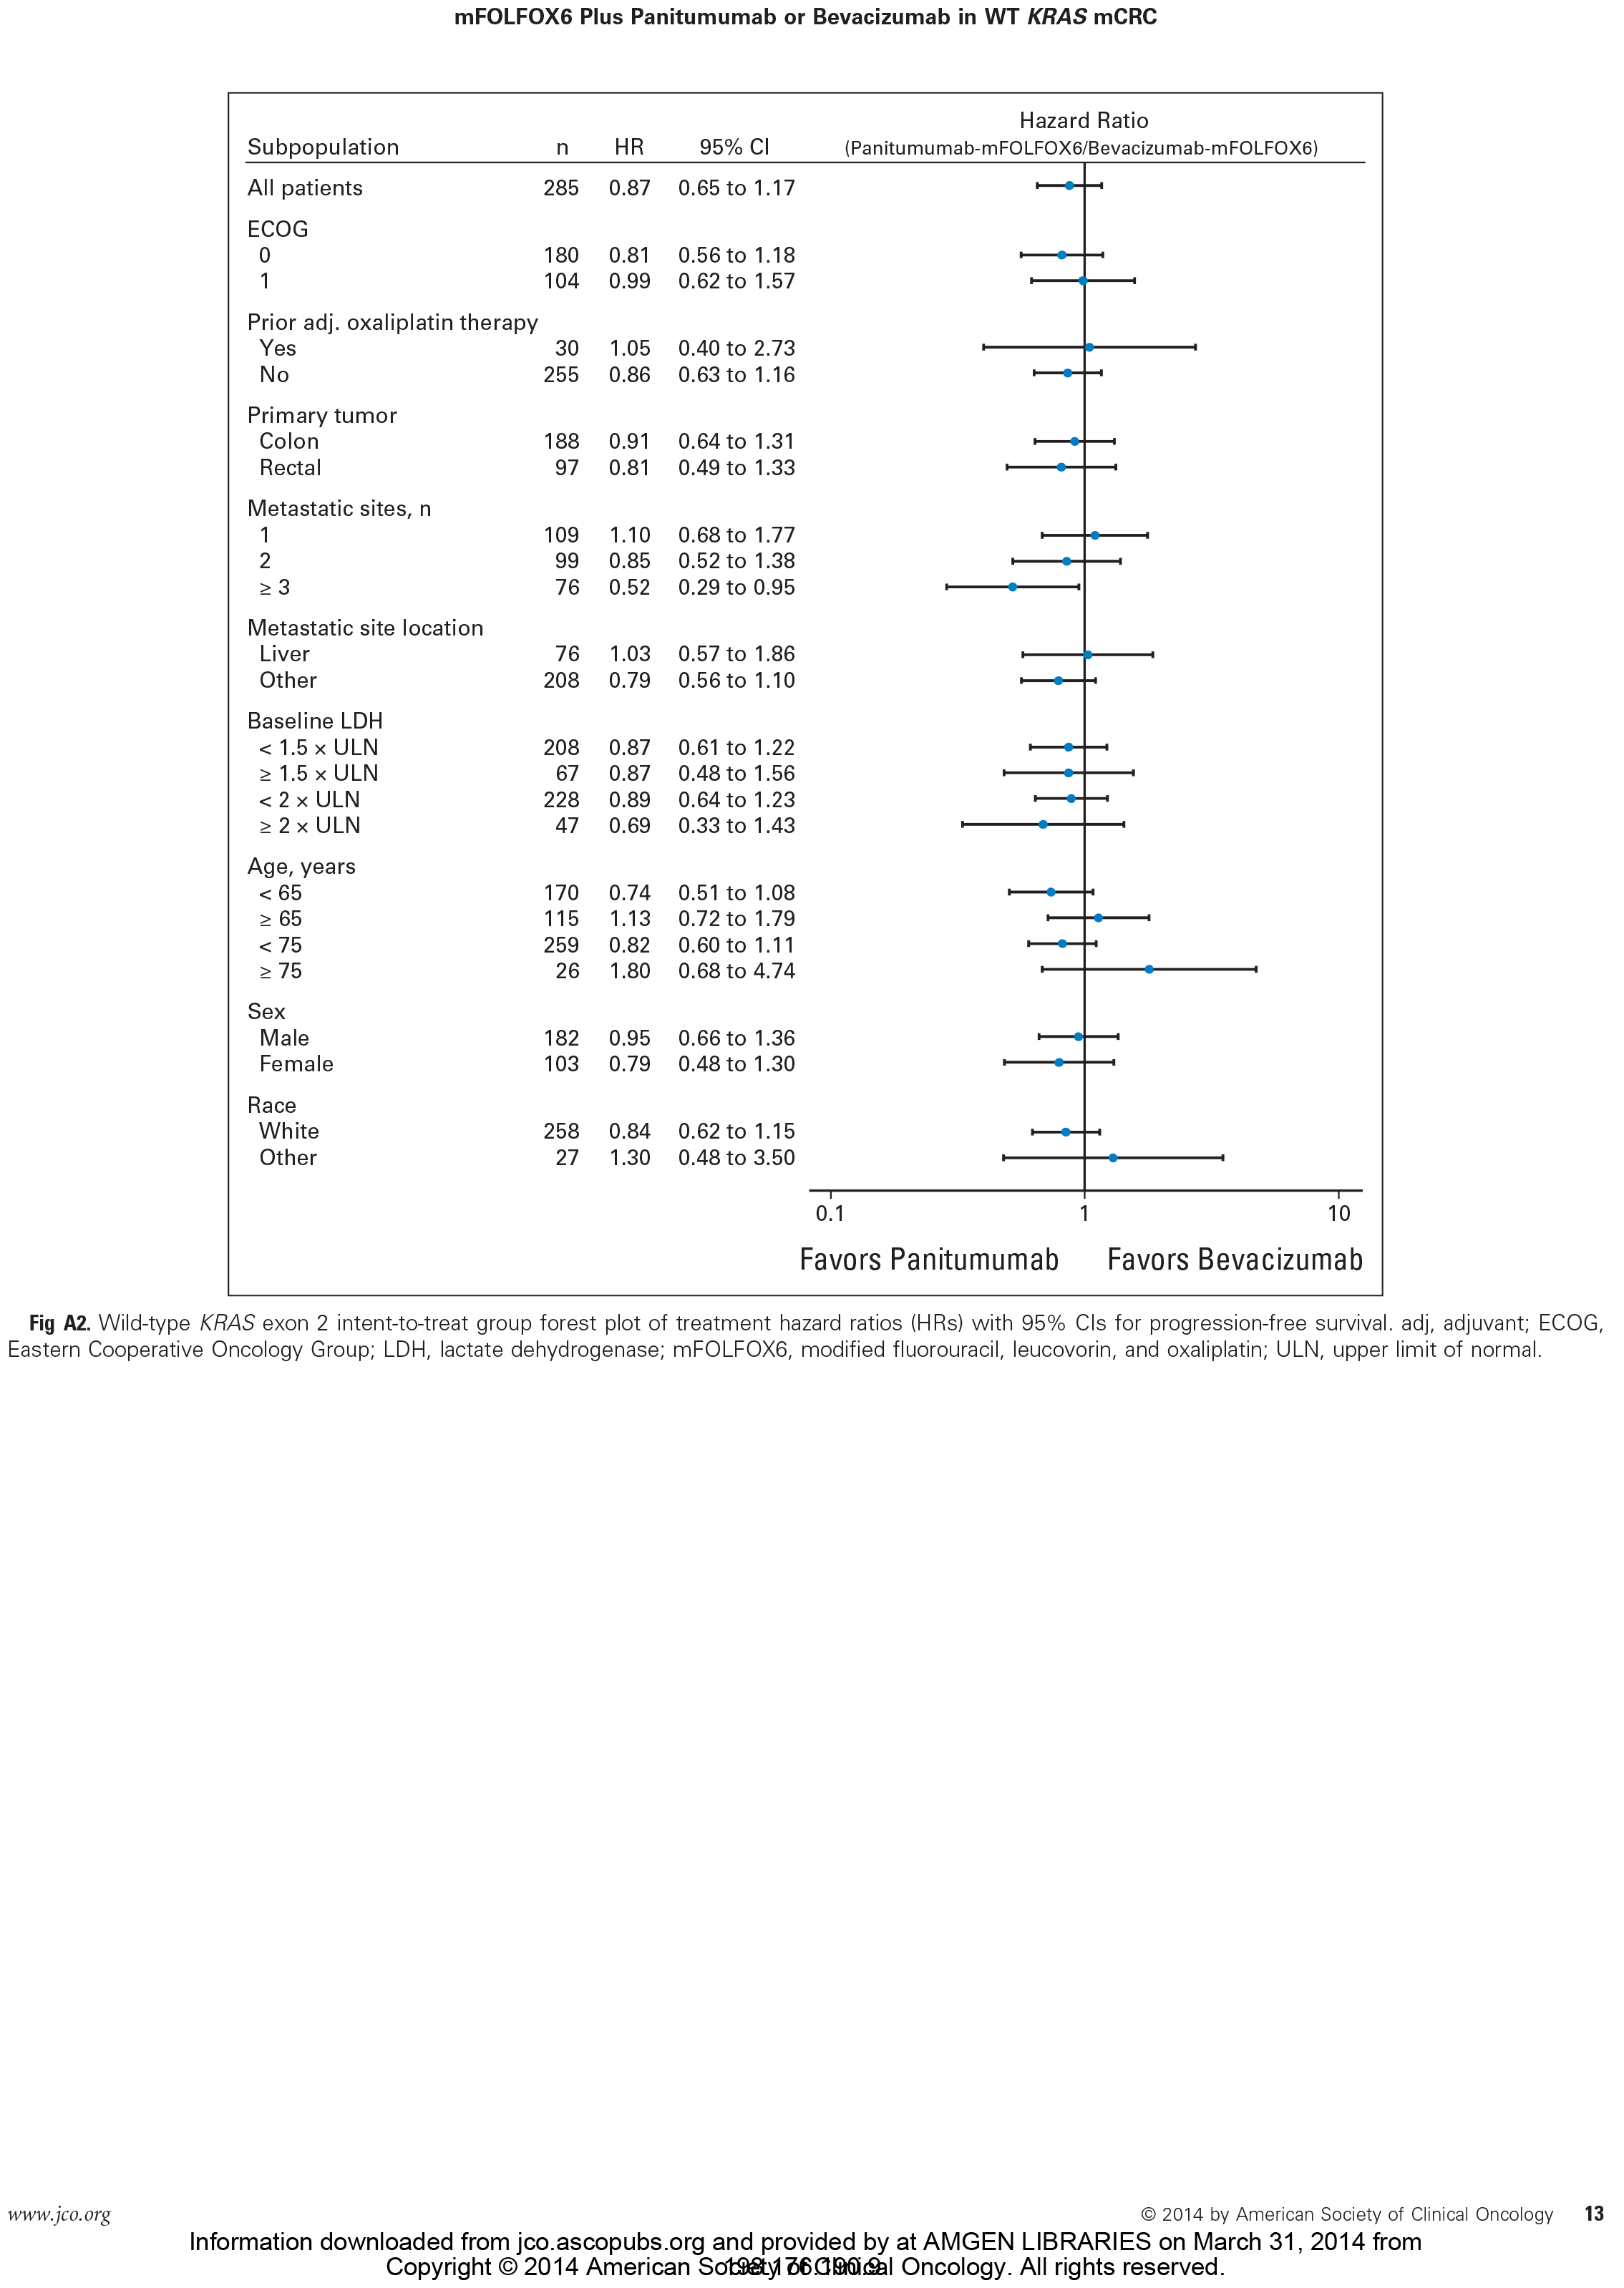 mFOLFOX6 Plus Panitumumab or Bevacizumab in WT KRAS mCRC
Hazard Ratio
Subpopulation n HR 95% CI (Panitumumab-mFOLFOX6/Bevacizumab-mFOLFOX6)
All patients 285 0.87 0.65 to 1.17
ECOG
0 180 0.81 0.56 to 1.18
1 104 0.99 0.62 to 1.57
Prior adj. oxaliplatin therapy
Yes 30 1.05 0.40 to 2.73
No 255 0.86 0.63 to 1.16
Primary tumor
Colon 188 0.91 0.64 to 1.31
Rectal 97 0.81 0.49 to 1.33
Metastatic sites, n
1 109 1.10 0.68 to 1.77
2 99 0.85 0.52 to 1.38
≥ 3 76 0.52 0.29 to 0.95
Metastatic site location
Liver 76 1.03 0.57 to 1.86
Other 208 0.79 0.56 to 1.10
Baseline LDH
< 1.5 × ULN 208 0.87 0.61 to 1.22
≥ 1.5 × ULN 67 0.87 0.48 to 1.56
< 2 × ULN 228 0.89 0.64 to 1.23
≥ 2 × ULN 47 0.69 0.33 to 1.43
Age, years
< 65 170 0.74 0.51 to 1.08
≥ 65 115 1.13 0.72 to 1.79
< 75 259 0.82 0.60 to 1.11
≥ 75 26 1.80 0.68 to 4.74
Sex
Male 182 0.95 0.66 to 1.36
Female 103 0.79 0.48 to 1.30
Race
White 258 0.84 0.62 to 1.15
Other 27 1.30 0.48 to 3.50
0.1 1 10
Favors Panitumumab Favors Bevacizumab
Fig A2. Wild-type KRAS exon 2 intent-to-treat group forest plot of treatment hazard ratios (HRs) with 95% CIs for progression-free survival. adj, adjuvant; ECOG,
Eastern Cooperative Oncology Group; LDH, lactate dehydrogenase; mFOLFOX6, modified fluorouracil, leucovorin, and oxaliplatin; ULN, upper limit of normal.
www.jco.org © 2014 by American Society of Clinical Oncology 13
Information downloaded from jco.ascopubs.org and provided by at AMGEN LIBRARIES on March 31, 2014 from
Copyright © 2014 American Society of Clinical Oncology. All rights reserved.
198.176.190.9